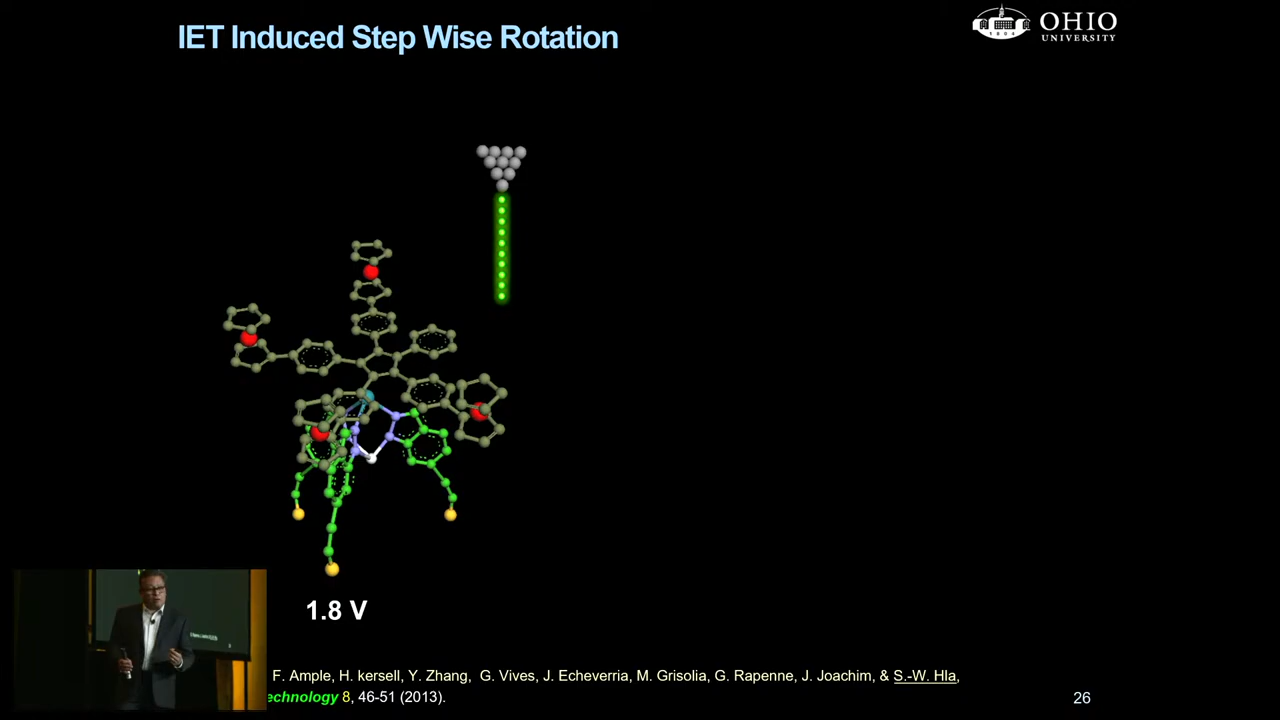 IET Induced Step Wise Rotation
OHIO
UNIVERSITY
1804
1.8 V
F. Ample, H. kersell, Y. Zhang, G. Vives, J. Echeverria, M. Grisolia, G. Rapenne, J. Joachim, & S.-W. Hla,
echnology 8, 46-51 (2013).
26